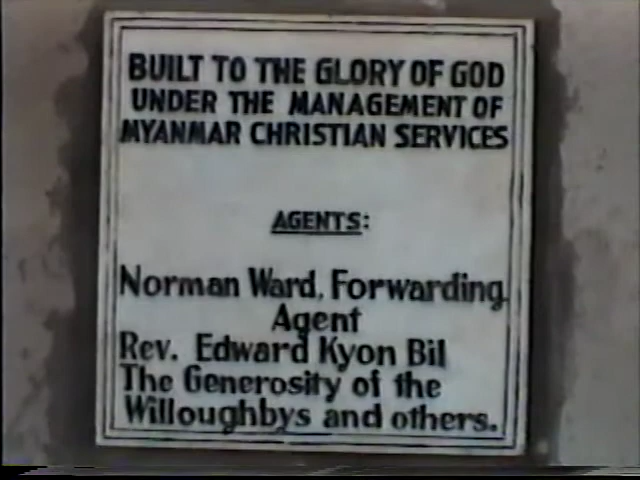 BUILT TO THE GLORY OF GOD
UNDER THE MANAGEMENT OF
MYANMAR CHRISTIAN SERVICES
AGENTS:
Norman Ward, Forwarding
Agent
Rev. Edward Kyon Bil
The Generosity of the
Willoughbys and others.